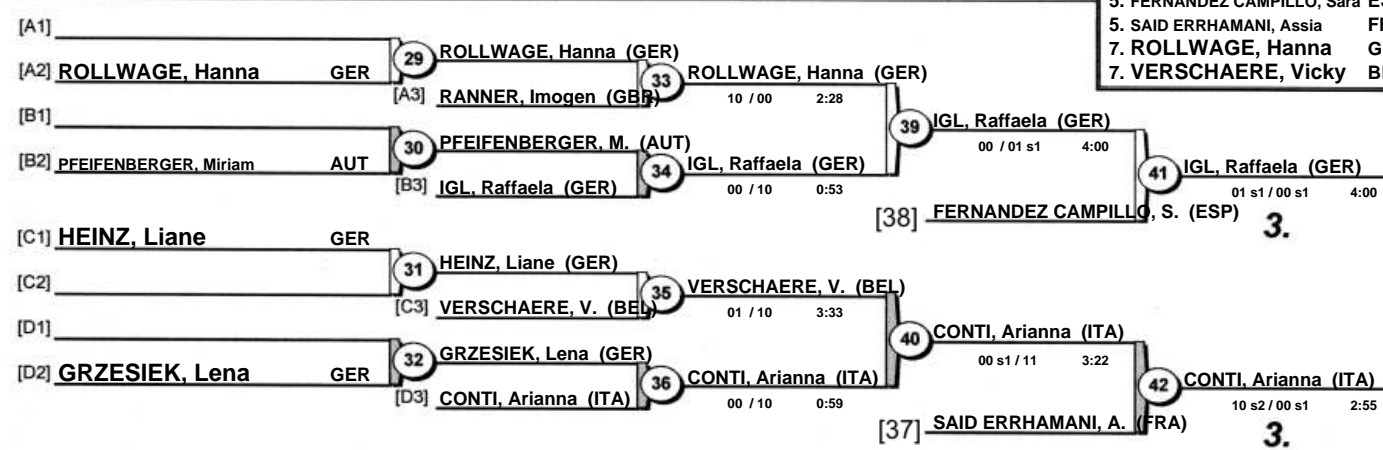 5. FERNANDEZ CAMPILLO, Sara
5. SAID ERRHAMANI, Assia
7. ROLLWAGE, Hanna
7. VERSCHAERE, Vicky
[A1]
[A2] ROLLWAGE, Hanna GER
29
ROLLWAGE, Hanna (GER)
[A3] RANNER, Imogen (GBR)
33
ROLLWAGE, Hanna (GER)
10 / 00 2:28
[B1]
[B2] PFEIFENBERGER, Miriam AUT
30
PFEIFENBERGER, M. (AUT)
[B3] IGL, Raffaela (GER)
34
IGL, Raffaela (GER)
00 / 10 0:53
39
IGL, Raffaela (GER)
00 / 01 s1 4:00
[38] FERNANDEZ CAMPILLO, S. (ESP)
41
IGL, Raffaela (GER)
01 s1 / 00 s1 4:00
3.
[C1] HEINZ, Liane GER
[C2]
31
HEINZ, Liane (GER)
[C3] VERSCHAERE, V. (BEL)
35
VERSCHAERE, V. (BEL)
01 / 10 3:33
[D1]
[D2] GRZESIEK, Lena GER
32
GRZESIEK, Lena (GER)
[D3] CONTI, Arianna (ITA)
36
CONTI, Arianna (ITA)
00 / 10 0:59
40
CONTI, Arianna (ITA)
00 s1 / 11 3:22
[37] SAID ERRHAMANI, A. (FRA)
42
CONTI, Arianna (ITA)
10 s2 / 00 s1 2:55
3.